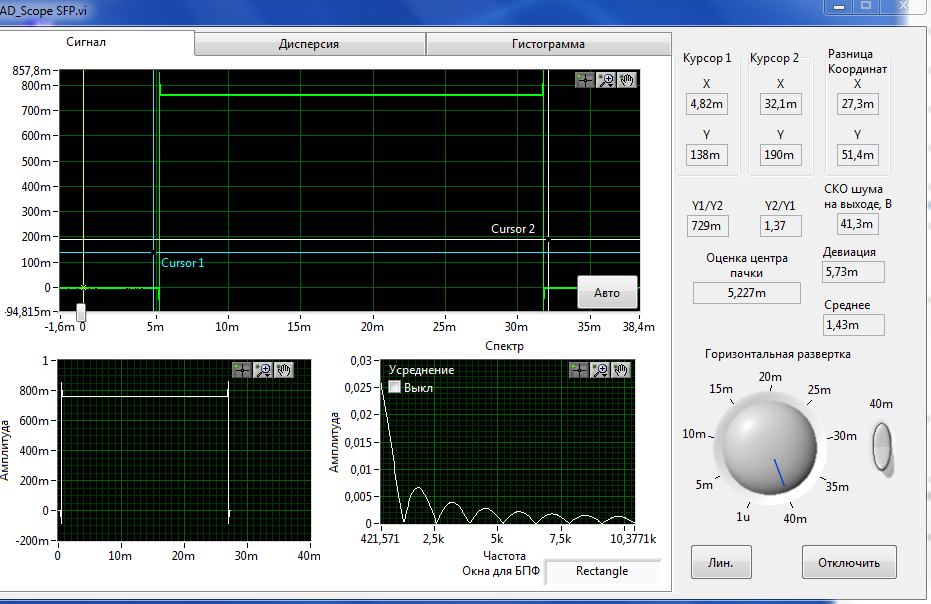 AD_Scope SFP.vi
Сигнал
Дисперсия
Гистограмма
857,8m
800m
700m
600m
500m
400m
300m
200m
100m
0
-94,815m
-1,6m 0 5m 10m 15m 20m 25m 30m 35m 38,4m
Cursor 2
Cursor 1
Авто
Курсор 1
X
4,82m
Y
138m
Курсор 2
X
32,1m
Y
190m
Разница
Координат
X
27,3m
Y
51,4m
Y1/Y2
729m
Y2/Y1
1,37
СКО шума
на выходе, В
41,3m
Оценка центра
пачки
5,227m
Девиация
5,73m
Среднее
1,43m
Амплитуда
1
800m
600m
400m
200m
0
-200m
0 10m 20m 30m 40m
Спектр
Усреднение
Выкл
Амплитуда
0,03
0,025
0,02
0,015
0,01
0,005
0
421,571 2,5k 5k 7,5k 10,3771k
Частота
Окна для БПФ
Rectangle
Горизонтальная развертка
1u
5m
10m
15m
20m
25m
30m
35m
40m
40m
Лин.
Отключить